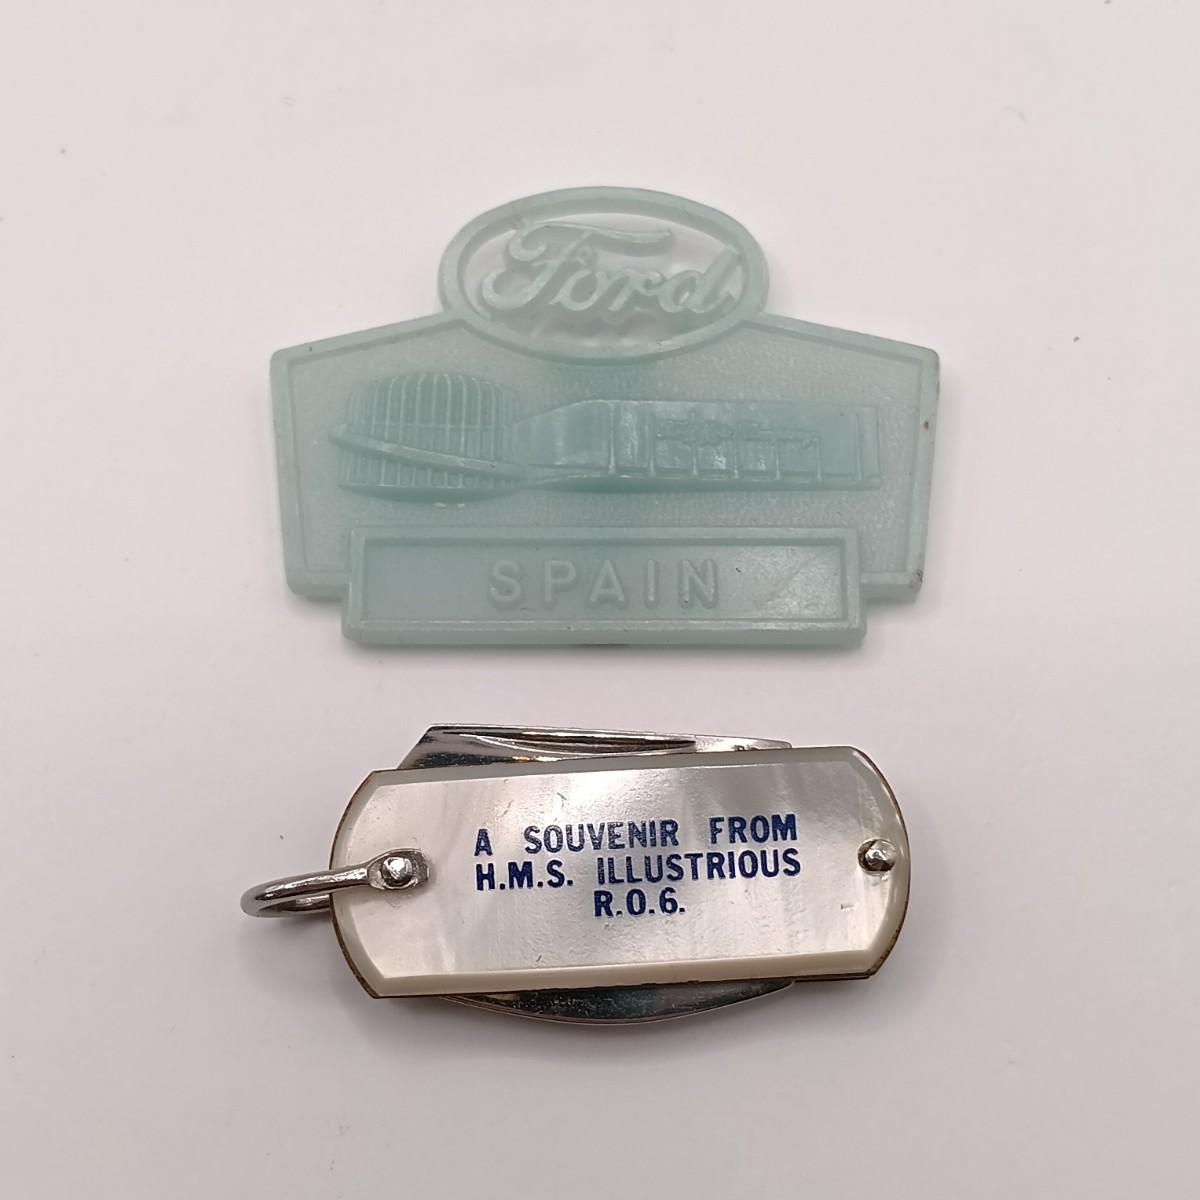 Ford
SPAIN
A SOUVENIR FROM
H.M.S. ILLUSTRIOUS
R.O.6.